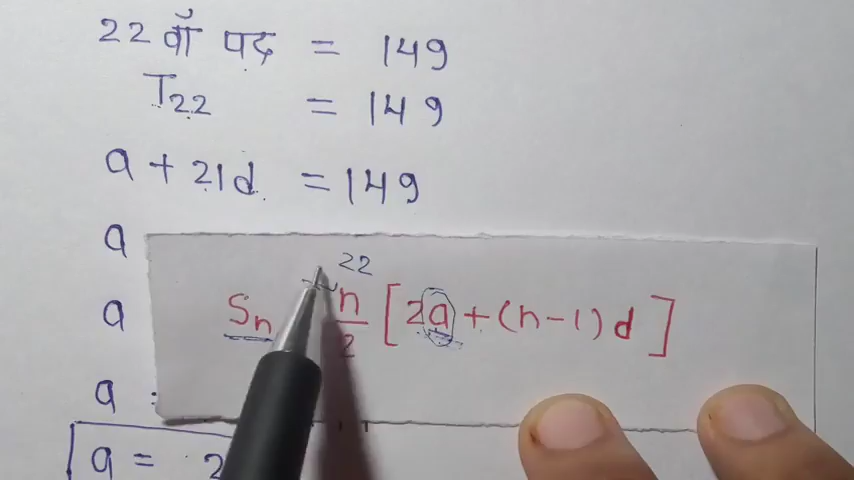 22 वाँ पद = 149
T22 = 149
a + 21d = 149
a
22
a
Sn n/2 [2a + (n-1)d]
a :
a = 2